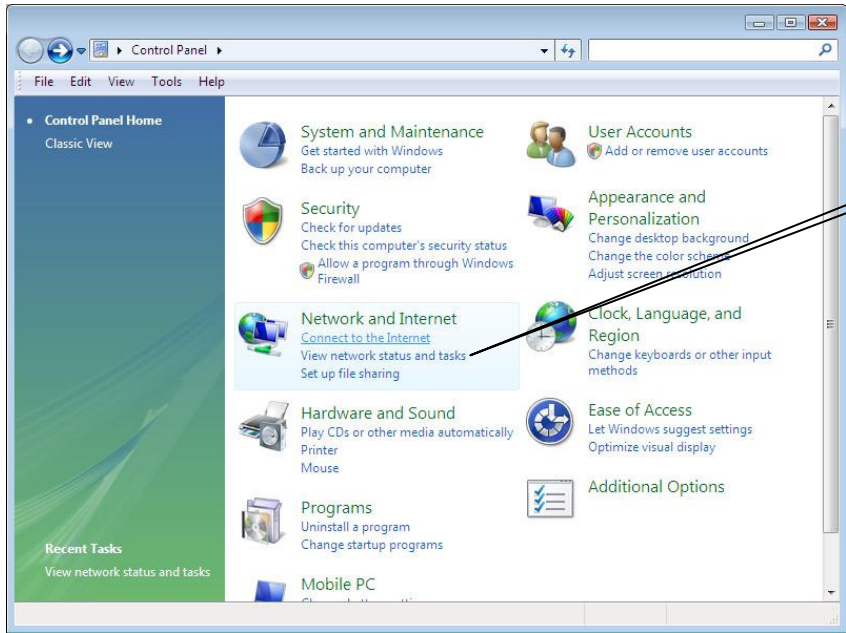 Control Panel
File Edit View Tools Help
Control Panel Home
Classic View
System and Maintenance
Get started with Windows
Back up your computer
Security
Check for updates
Check this computer's security status
Allow a program through Windows
Firewall
Network and Internet
Connect to the Internet
View network status and tasks
Set up file sharing
Hardware and Sound
Play CDs or other media automatically
Printer
Mouse
Programs
Uninstall a program
Change startup programs
Mobile PC
User Accounts
Add or remove user accounts
Appearance and
Personalization
Change desktop background
Change the color scheme
Adjust screen resolution
Clock, Language, and
Region
Change keyboards or other input
methods
Ease of Access
Let Windows suggest settings
Optimize visual display
Additional Options
Recent Tasks
View network status and tasks